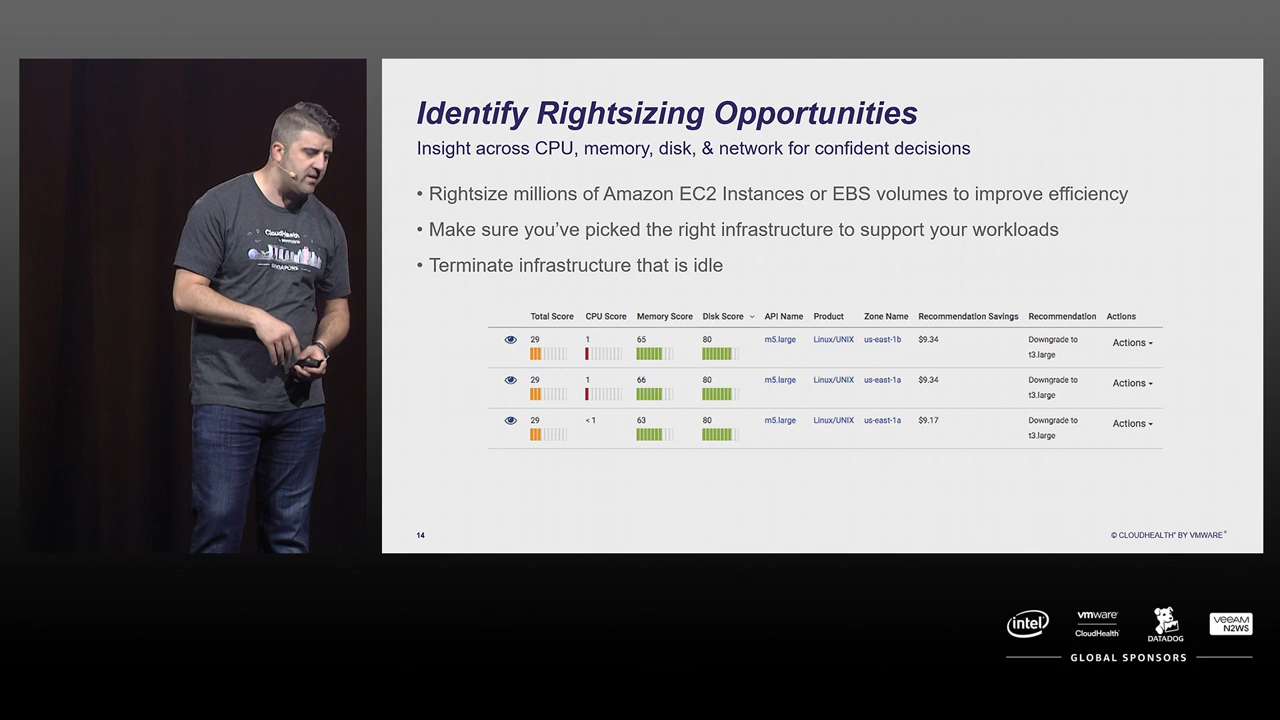 Identify Rightsizing Opportunities
Insight across CPU, memory, disk, & network for confident decisions
• Rightsize millions of Amazon EC2 Instances or EBS volumes to improve efficiency
• Make sure you've picked the right infrastructure to support your workloads
• Terminate infrastructure that is idle
Total Score CPU Score Memory Score Disk Score API Name Product Zone Name Recommendation Savings Recommendation Actions
29 1 65 80 m5.large Linux/UNIX us-east-1b $9.34 Downgrade to Actions
t3.large
29 1 66 80 m5.large Linux/UNIX us-east-1a $9.34 Downgrade to Actions
t3.large
29 < 1 63 80 m5.large Linux/UNIX us-east-1a $9.17 Downgrade to Actions
t3.large
14 © CLOUDHEALTH® BY VMWARE®
CloudHealth
SINGAPORE
intel vmware® DATADOG VEEAM
CloudHealth® N2WS
GLOBAL SPONSORS